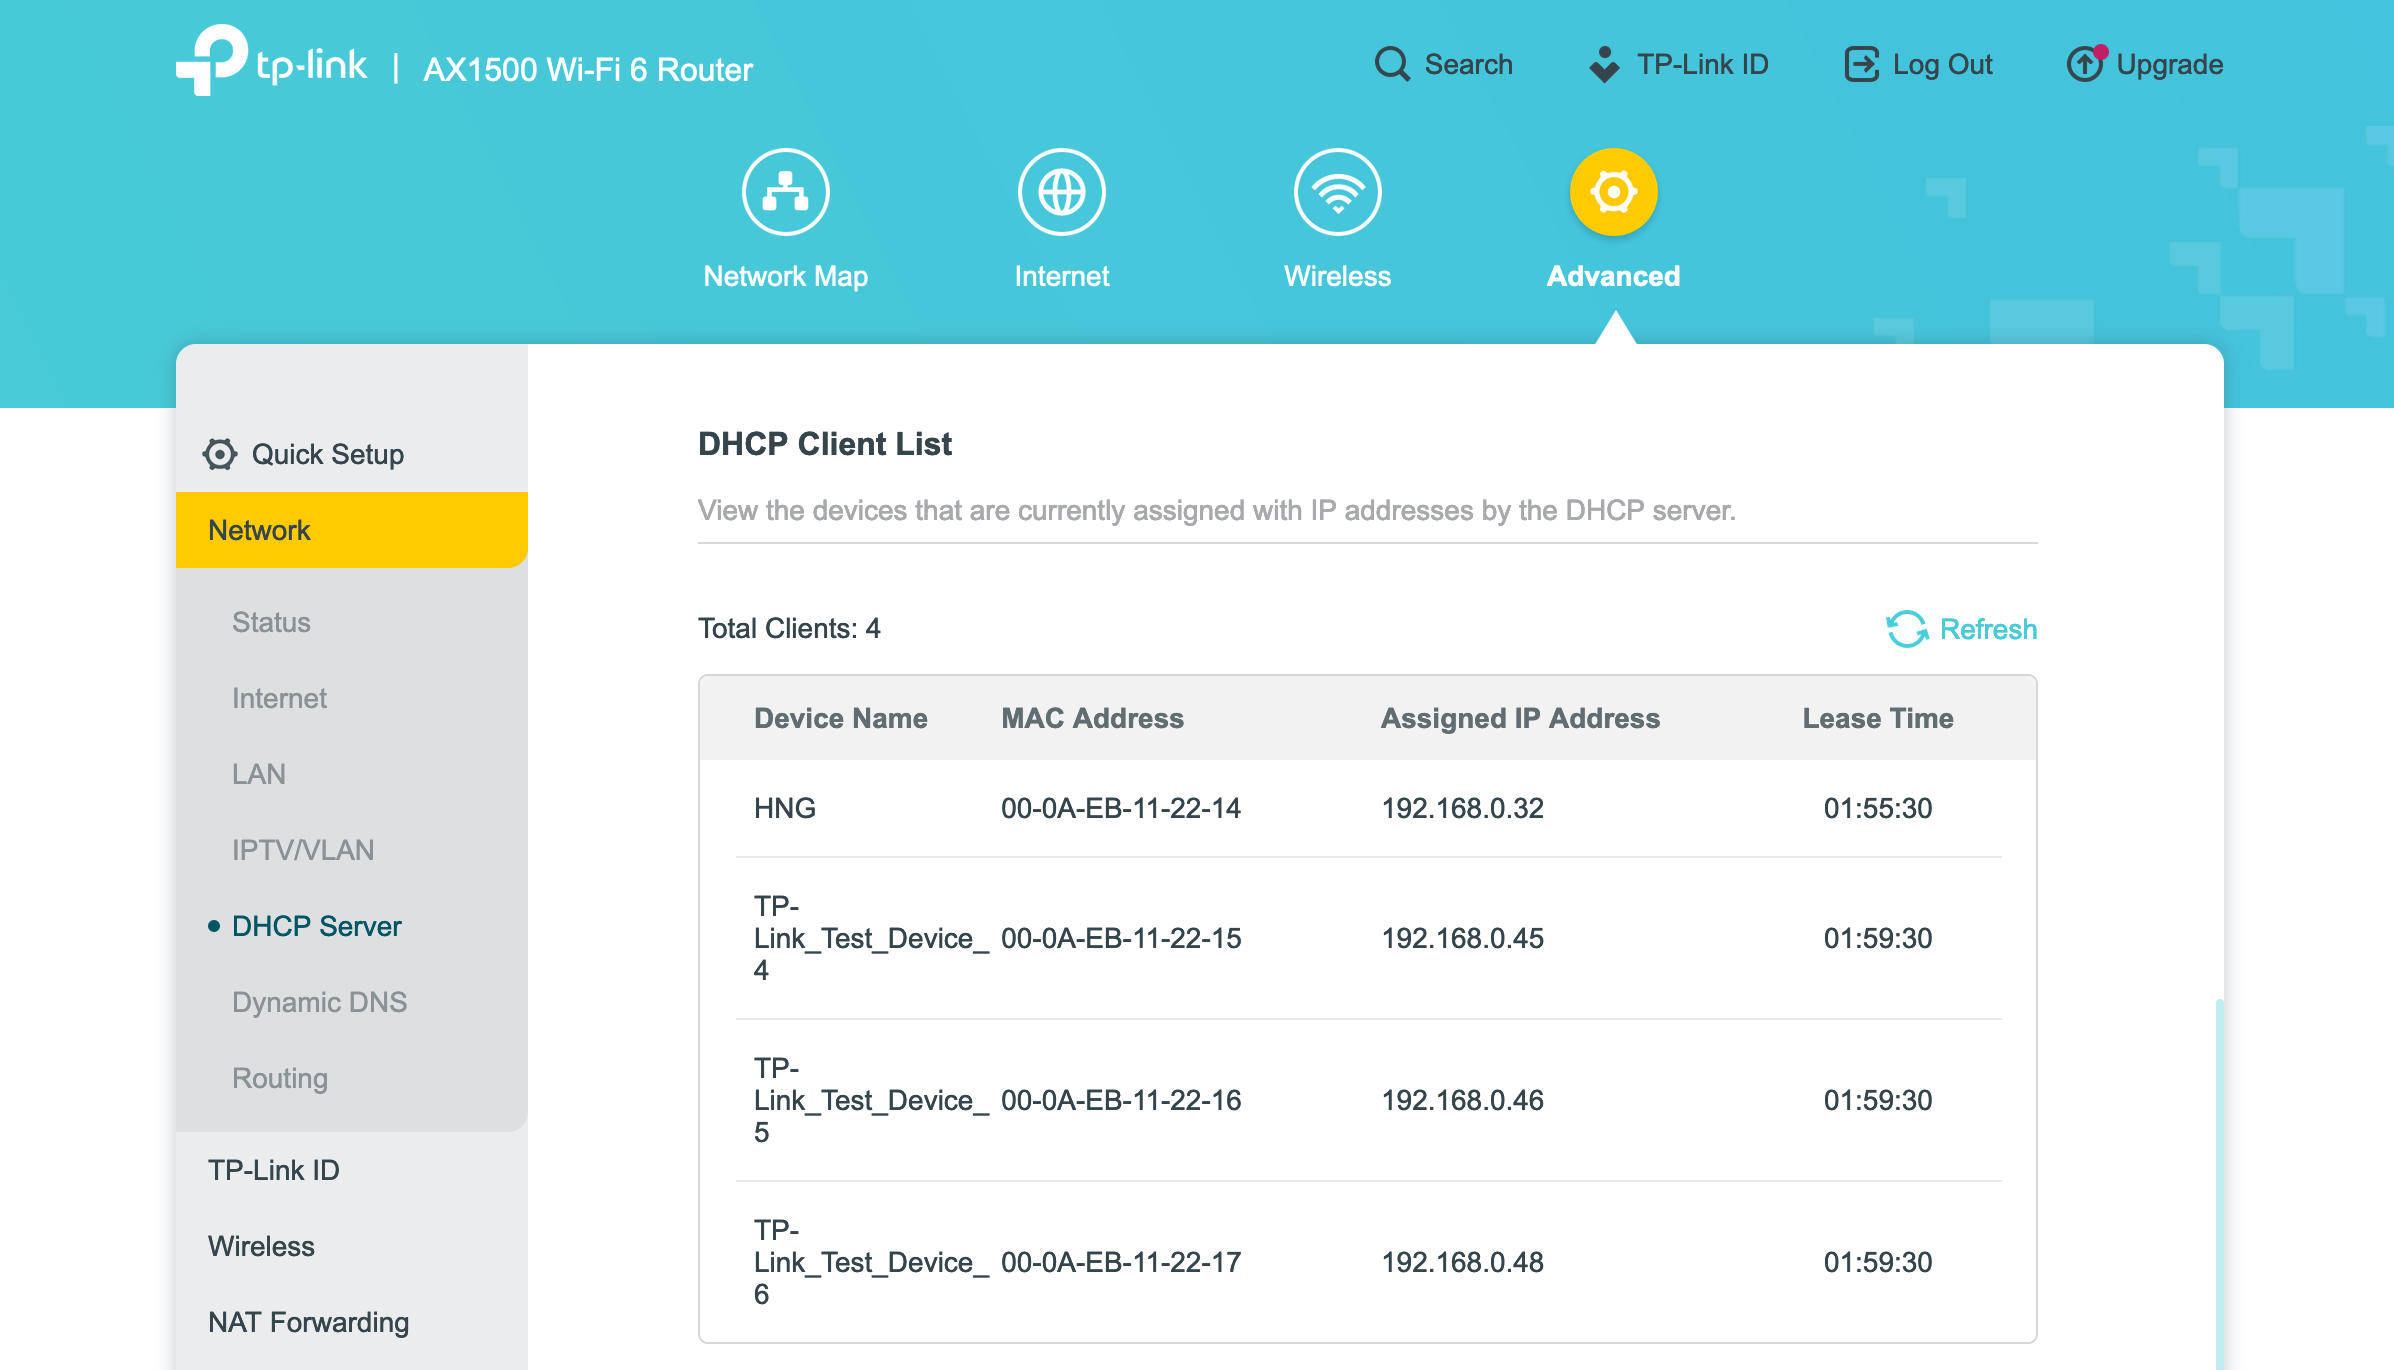 tp-link | AX1500 Wi-Fi 6 Router
Search
TP-Link ID
Log Out
Upgrade
Network Map
Internet
Wireless
Advanced
Quick Setup
Network
Status
Internet
LAN
IPTV/VLAN
DHCP Server
Dynamic DNS
Routing
TP-Link ID
Wireless
NAT Forwarding
DHCP Client List
View the devices that are currently assigned with IP addresses by the DHCP server.
Total Clients: 4
Refresh
Device Name MAC Address Assigned IP Address Lease Time
HNG 00-0A-EB-11-22-14 192.168.0.32 01:55:30
TP-
Link_Test_Device_ 00-0A-EB-11-22-15 192.168.0.45 01:59:30
4
TP-
Link_Test_Device_ 00-0A-EB-11-22-16 192.168.0.46 01:59:30
5
TP-
Link_Test_Device_ 00-0A-EB-11-22-17 192.168.0.48 01:59:30
6